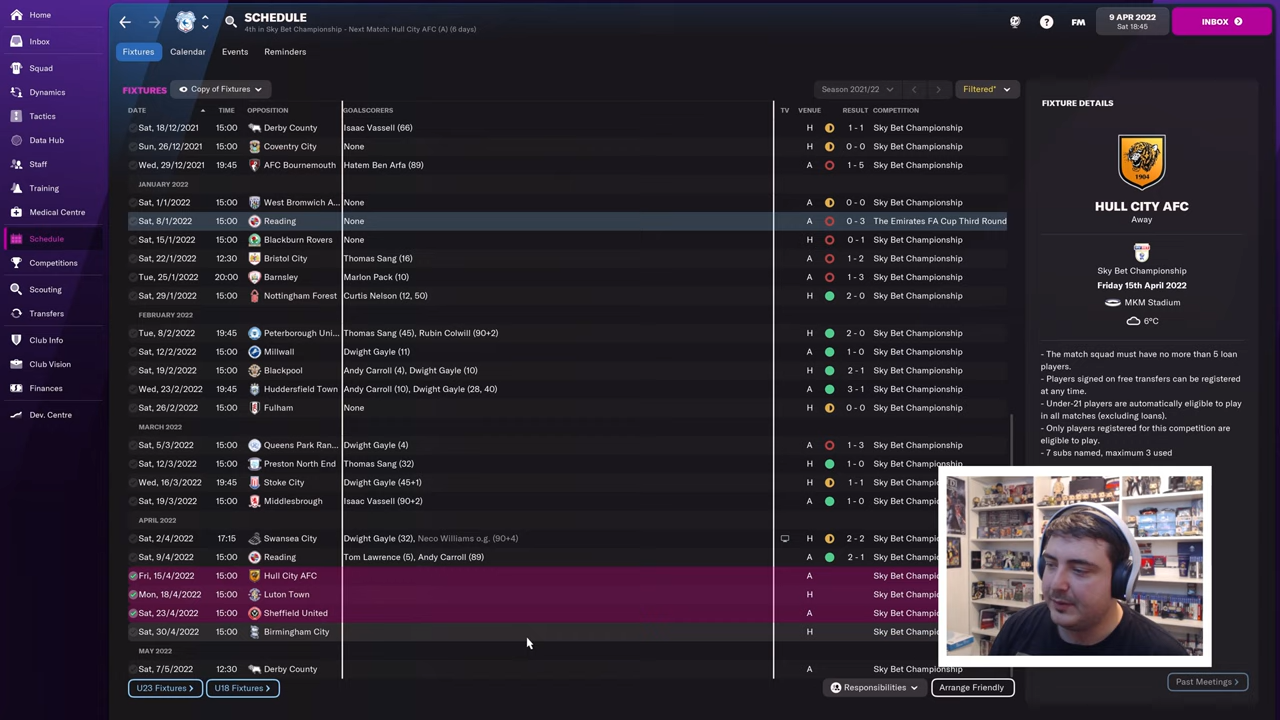 Home
SCHEDULE
4th in Sky Bet Championship - Next Match: Hull City AFC (A) (6 days)
FM
9 APR 2022
Sat 18:45
INBOX
Inbox
Squad
Dynamics
Tactics
Data Hub
Staff
Training
Medical Centre
Schedule
Competitions
Scouting
Transfers
Club Info
Club Vision
Finances
Dev. Centre
Fixtures Calendar Events Reminders
FIXTURES Copy of Fixtures Season 2021/22 Filtered*
DATE TIME OPPOSITION GOALSCORERS TV VENUE RESULT COMPETITION
Sat, 18/12/2021 15:00 Derby County Isaac Vassell (66) H 1 - 1 Sky Bet Championship
Sun, 26/12/2021 15:00 Coventry City None H 0 - 0 Sky Bet Championship
Wed, 29/12/2021 19:45 AFC Bournemouth Hatem Ben Arfa (89) A 1 - 5 Sky Bet Championship
JANUARY 2022
Sat, 1/1/2022 15:00 West Bromwich A... None A 0 - 0 Sky Bet Championship
Sat, 8/1/2022 15:00 Reading None A 0 - 3 The Emirates FA Cup Third Round
Sat, 15/1/2022 15:00 Blackburn Rovers None H 0 - 1 Sky Bet Championship
Sat, 22/1/2022 12:30 Bristol City Thomas Sang (16) A 1 - 2 Sky Bet Championship
Tue, 25/1/2022 20:00 Barnsley Marlon Pack (10) A 1 - 3 Sky Bet Championship
Sat, 29/1/2022 15:00 Nottingham Forest Curtis Nelson (12, 50) H 2 - 0 Sky Bet Championship
FEBRUARY 2022
Tue, 8/2/2022 19:45 Peterborough Uni... Thomas Sang (45), Rubin Colwill (90+2) H 2 - 0 Sky Bet Championship
Sat, 12/2/2022 15:00 Millwall Dwight Gayle (11) A 1 - 0 Sky Bet Championship
Sat, 19/2/2022 15:00 Blackpool Andy Carroll (4), Dwight Gayle (10) H 2 - 1 Sky Bet Championship
Wed, 23/2/2022 19:45 Huddersfield Town Andy Carroll (10), Dwight Gayle (28, 40) A 3 - 1 Sky Bet Championship
Sat, 26/2/2022 15:00 Fulham None H 0 - 0 Sky Bet Championship
MARCH 2022
Sat, 5/3/2022 15:00 Queens Park Ran... Dwight Gayle (4) A 1 - 3 Sky Bet Championship
Sat, 12/3/2022 15:00 Preston North End Thomas Sang (32) H 1 - 0 Sky Bet Championship
Wed, 16/3/2022 19:45 Stoke City Dwight Gayle (45+1) H 1 - 1 Sky Bet Championship
Sat, 19/3/2022 15:00 Middlesbrough Isaac Vassell (90+2) A 1 - 0 Sky Bet Championship
APRIL 2022
Sat, 2/4/2022 17:15 Swansea City Dwight Gayle (32), Neco Williams o.g. (90+4) H 2 - 2 Sky Bet Champio
Sat, 9/4/2022 15:00 Reading Tom Lawrence (5), Andy Carroll (89) A 2 - 1 Sky Bet Champio
Fri, 15/4/2022 15:00 Hull City AFC A Sky Bet Champio
Mon, 18/4/2022 15:00 Luton Town H Sky Bet Champio
Sat, 23/4/2022 15:00 Sheffield United A Sky Bet Champio
Sat, 30/4/2022 15:00 Birmingham City H Sky Bet Champio
MAY 2022
Sat, 7/5/2022 12:30 Derby County A Sky Bet Championship
U23 Fixtures > U18 Fixtures > Responsibilities Arrange Friendly
FIXTURE DETAILS
1904
HULL CITY AFC
Away
Sky Bet Championship
Friday 15th April 2022
MKM Stadium
6°C
- The match squad must have no more than 5 loan
players.
- Players signed on free transfers can be registered
at any time.
- Under-21 players are automatically eligible to play
in all matches (excluding loans).
- Only players registered for this competition are
eligible to play.
- 7 subs named, maximum 3 used
Past Meetings >